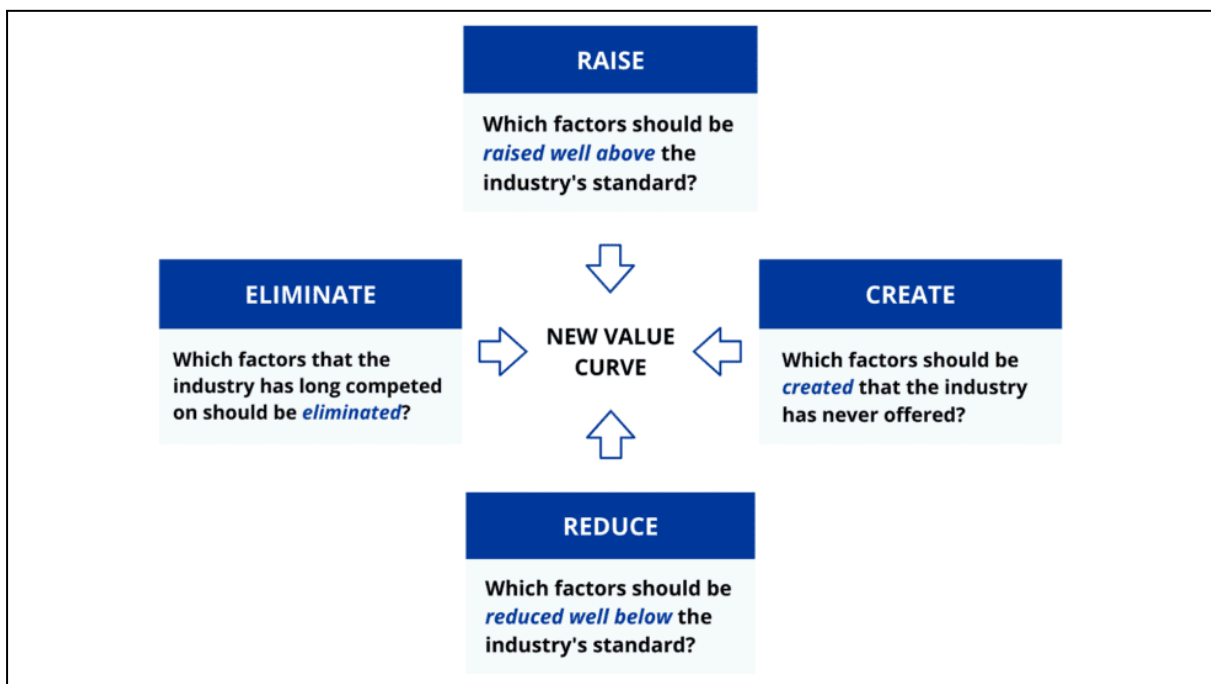 RAISE
Which factors should be
raised well above the
industry's standard?
ELIMINATE
Which factors that the
industry has long competed
on should be eliminated?
NEW VALUE
CURVE
CREATE
Which factors should be
created that the industry
has never offered?
REDUCE
Which factors should be
reduced well below the
industry's standard?